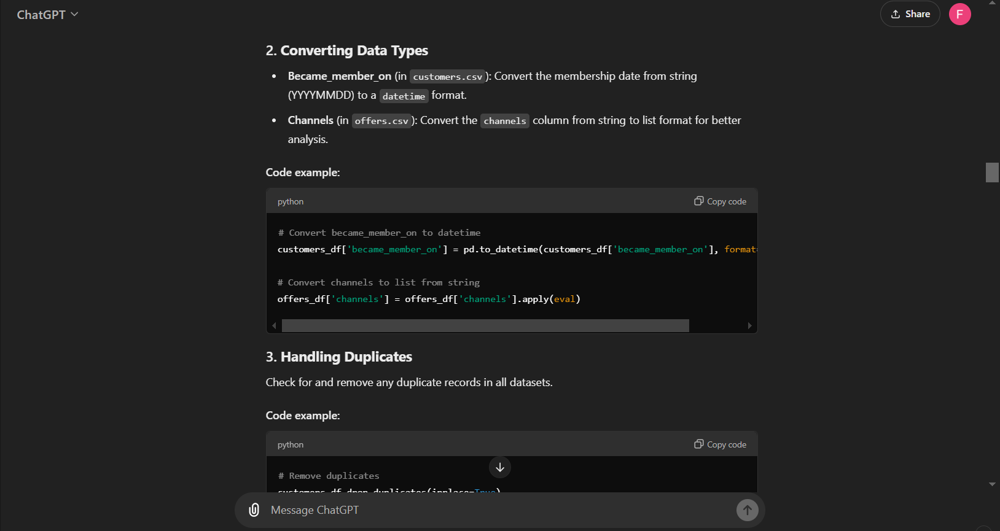 ChatGPT
Share
F
2. Converting Data Types
• Became_member_on (in customers.csv): Convert the membership date from string
(YYYYMMDD) to a datetime format.
• Channels (in offers.csv): Convert the channels column from string to list format for better
analysis.
Code example:
python
Copy code
# Convert became_member_on to datetime
customers_df['became_member_on'] = pd.to_datetime(customers_df['became_member_on'], format=
# Convert channels to list from string
offers_df['channels'] = offers_df['channels'].apply(eval)
3. Handling Duplicates
Check for and remove any duplicate records in all datasets.
Code example:
python
Copy code
# Remove duplicates
customers_df.drop_duplicates(inplace=True)
Message ChatGPT